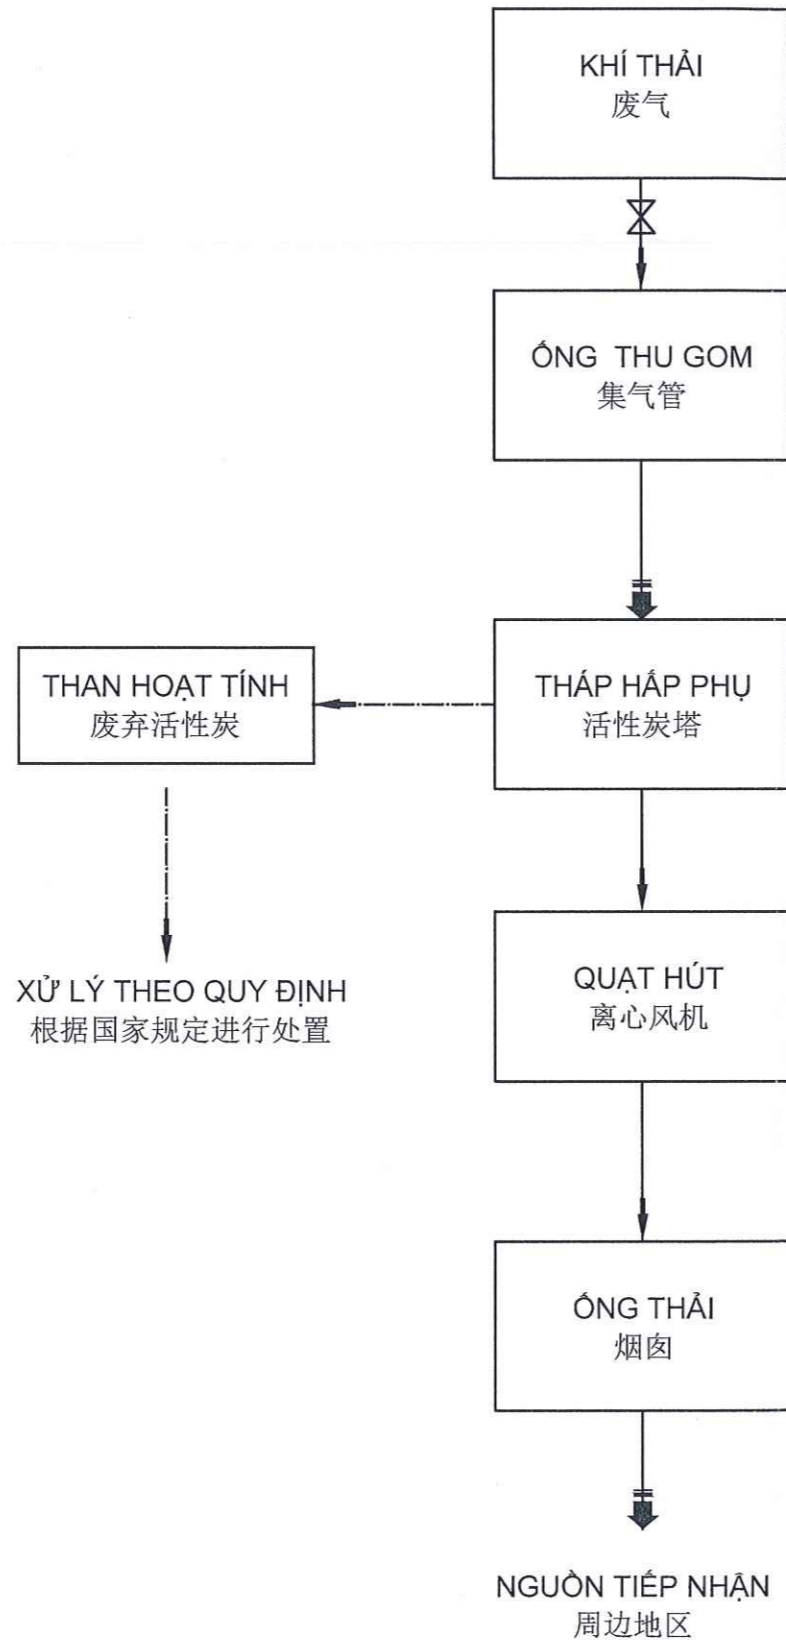 KHÍ THẢI
废气
ỐNG THU GOM
集气管
THÁP HẤP PHỤ
活性炭塔
THAN HOẠT TÍNH
废弃活性炭
XỬ LÝ THEO QUY ĐỊNH
根据国家规定进行处置
QUẠT HÚT
离心风机
ỐNG THẢI
烟囱
NGUỒN TIẾP NHẬN
周边地区